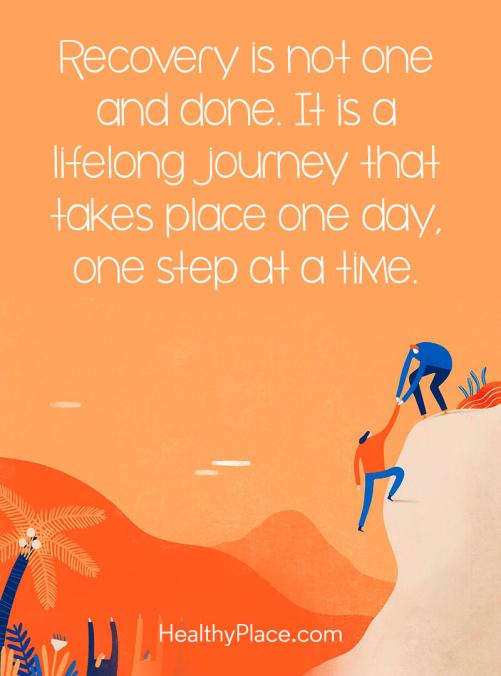 Recovery is not one
and done. It is a
lifelong journey that
takes place one day,
one step at a time.
HealthyPlace.com